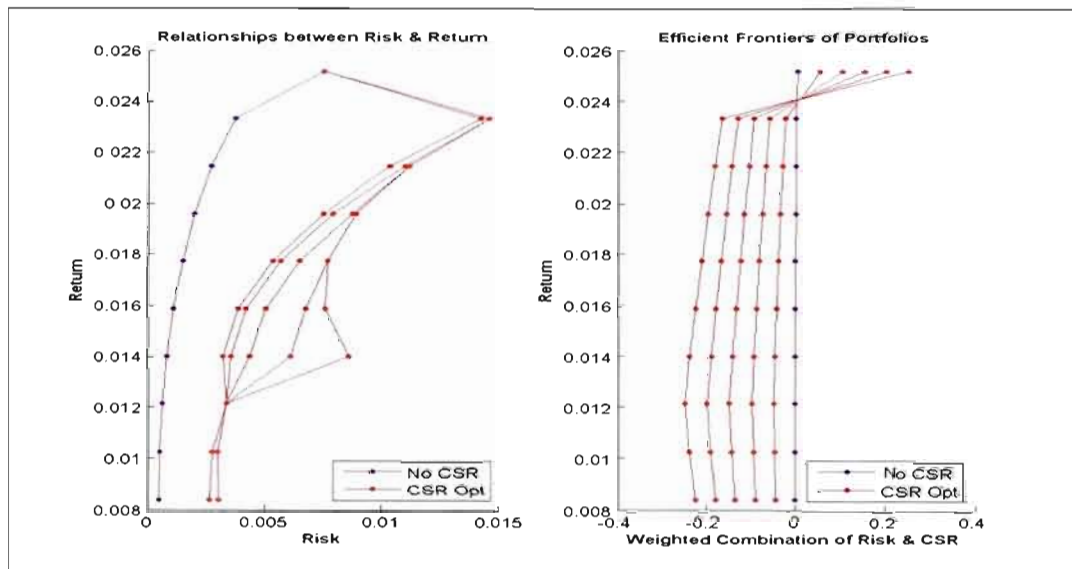 Relationships between Risk & Return
0.026
0.024
0.022
0.02
0.018
0.016
0.014
0.012
0.01
0.008
Return
No CSR
CSR Opt
0
0.005
0.01
0.015
Risk
Efficient Frontiers of Portfolios
0.026
0.024
0.022
0.02
0.018
0.016
0.014
0.012
0.01
0.008
Return
No CSR
CSR Opt
-0.4
-0.2
0
0.2
0.4
Weighted Combination of Risk & CSR